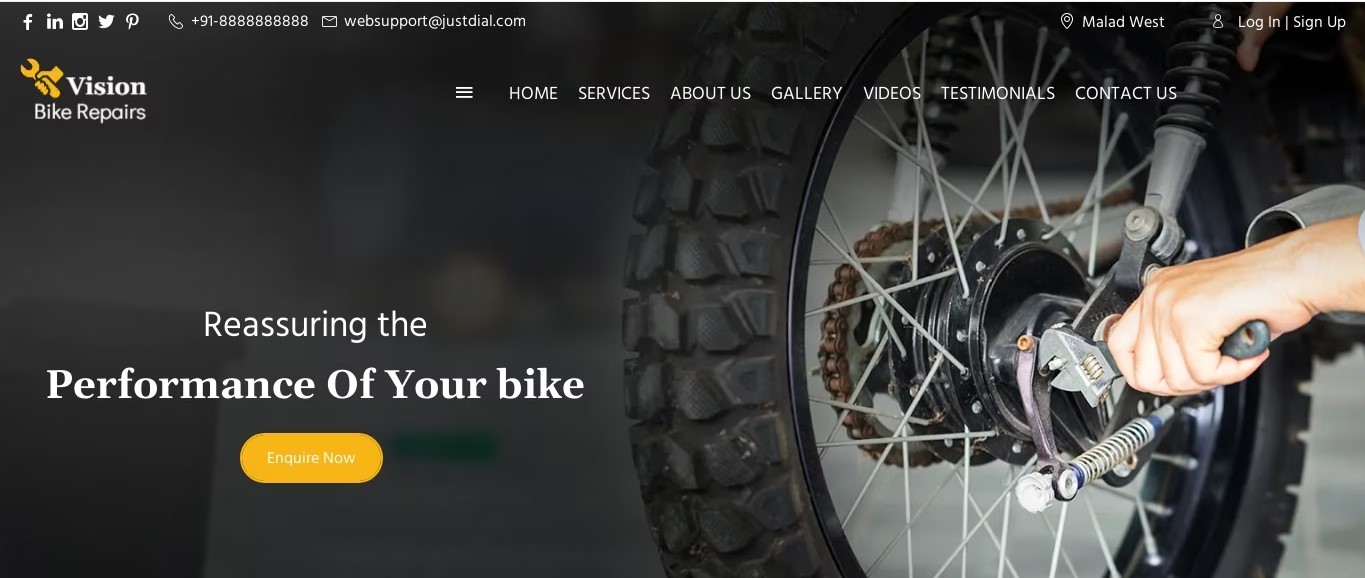 +91-8888888888 websupport@justdial.com Malad West Log In | Sign Up
Vision
Bike Repairs
HOME SERVICES ABOUT US GALLERY VIDEOS TESTIMONIALS CONTACT US
Reassuring the
Performance Of Your bike
Enquire Now